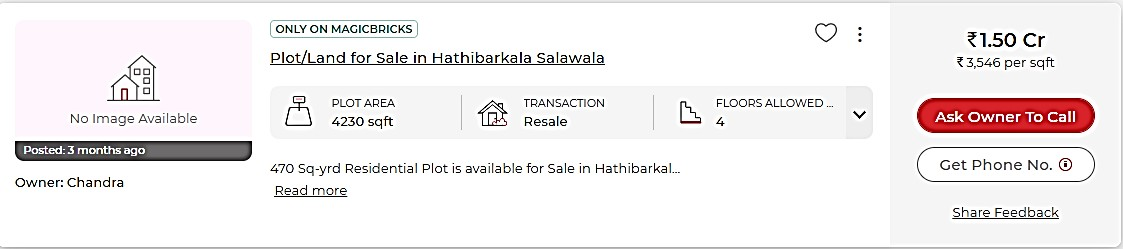 No Image Available
Posted: 3 months ago
Owner: Chandra
ONLY ON MAGICBRICKS
Plot/Land for Sale in Hathibarkala Salawala
PLOT AREA
4230 sqft
TRANSACTION
Resale
FLOORS ALLOWED ...
4
470 Sq-yrd Residential Plot is available for Sale in Hathibarkal...
Read more
₹1.50 Cr
₹3,546 per sqft
Ask Owner To Call
Get Phone No.
Share Feedback